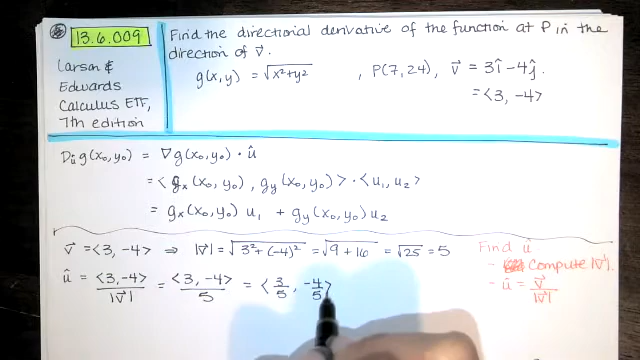 13.6.009
Larson &
Edwards
Calculus ETF,
7th edition
Find the directional derivative of the function at P in the
direction of v⃗.
g(x,y) = √(x²+y²) , P(7,24), v⃗ = 3î − 4ĵ.
= <3, −4>
D_û g(x₀,y₀) = ∇g(x₀,y₀) · û
= <g_x(x₀,y₀), g_y(x₀,y₀)> · <u₁, u₂>
= g_x(x₀,y₀) u₁ + g_y(x₀,y₀) u₂
v⃗ = <3, −4> ⇒ |v⃗| = √(3²+(−4)²) = √(9+16) = √25 = 5
û = <3,−4>/|v⃗| = <3,−4>/5 = <3/5, −4/5>
Find û
- Compute |v⃗|
- û = v⃗/|v⃗|